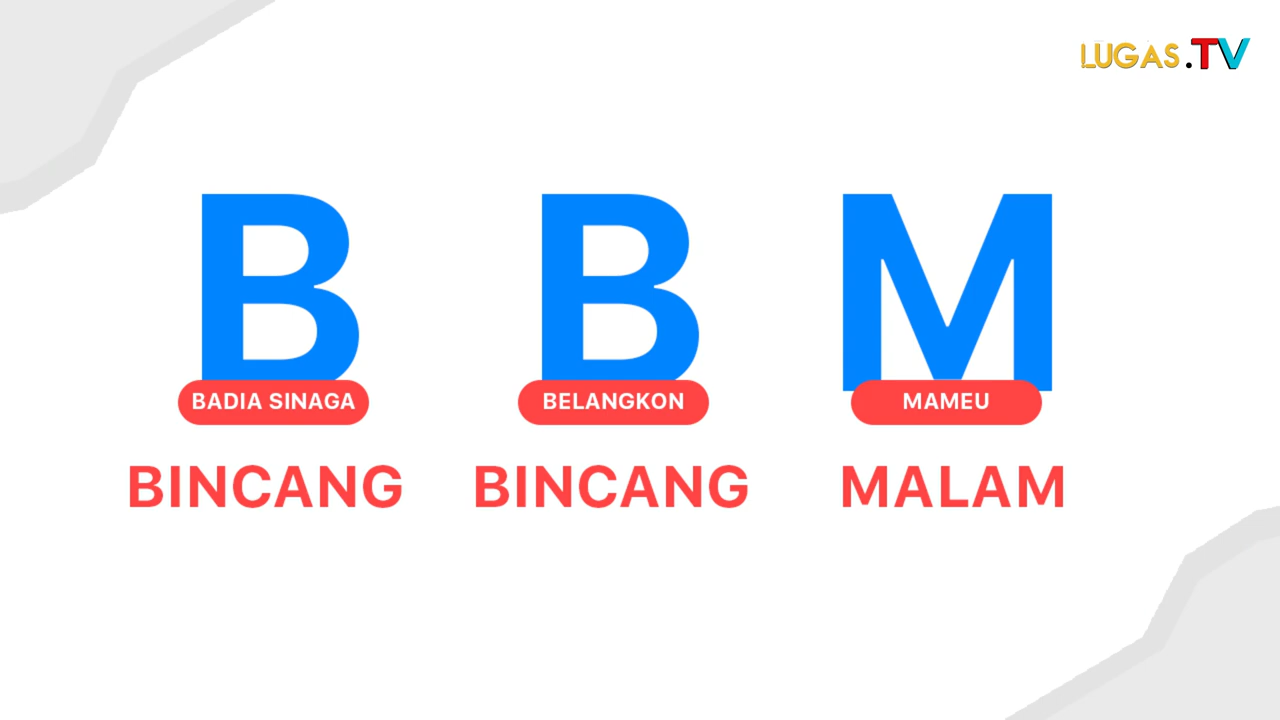 LUGAS.TV
B B M
BADIA SINAGA BELANGKON MAMEU
BINCANG BINCANG MALAM